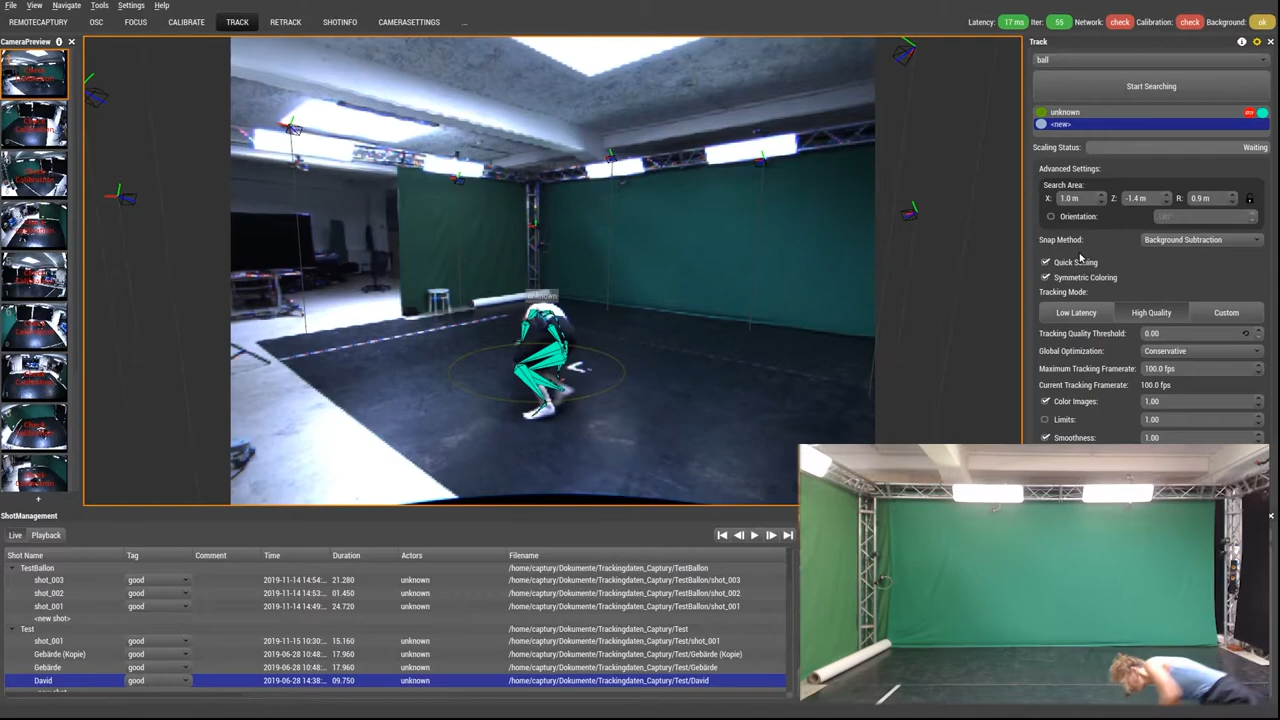 File View Navigate Tools Settings Help
REMOTECAPTURY OSC FOCUS CALIBRATE TRACK RETRACK SHOTINFO CAMERASETTINGS ... Latency: 17 ms Iter: 55 Network: check Calibration: check Background: ok
CameraPreview
Check
Calibration
Track
ball
Start Searching
unknown
<new>
Scaling Status: Waiting
Advanced Settings:
Search Area:
X: 1.0 m Z: -1.4 m R: 0.9 m
Orientation:
Snap Method: Background Subtraction
Quick Scaling
Symmetric Coloring
Tracking Mode:
Low Latency High Quality Custom
Tracking Quality Threshold: 0.00
Global Optimization: Conservative
Maximum Tracking Framerate: 100.0 fps
Current Tracking Framerate: 100.0 fps
Color Images: 1.00
Limits: 1.00
Smoothness: 1.00
unknown
ShotManagement
Live Playback
Shot Name Tag Comment Time Duration Actors Filename
TestBallon /home/captury/Dokumente/Trackingdaten_Captury/TestBallon
shot_003 good 2019-11-14 14:54:... 21.280 unknown /home/captury/Dokumente/Trackingdaten_Captury/TestBallon/shot_003
shot_002 good 2019-11-14 14:53:... 01.450 unknown /home/captury/Dokumente/Trackingdaten_Captury/TestBallon/shot_002
shot_001 good 2019-11-14 14:49:... 24.720 unknown /home/captury/Dokumente/Trackingdaten_Captury/TestBallon/shot_001
<new shot>
Test /home/captury/Dokumente/Trackingdaten_Captury/Test
shot_001 good 2019-11-15 10:30:... 15.160 unknown /home/captury/Dokumente/Trackingdaten_Captury/Test/shot_001
Gebärde (Kopie) good 2019-06-28 10:48:... 17.960 unknown /home/captury/Dokumente/Trackingdaten_Captury/Test/Gebärde (Kopie)
Gebärde good 2019-06-28 10:48:... 17.960 unknown /home/captury/Dokumente/Trackingdaten_Captury/Test/Gebärde
David good 2019-06-28 14:38:... 09.750 unknown /home/captury/Dokumente/Trackingdaten_Captury/Test/David